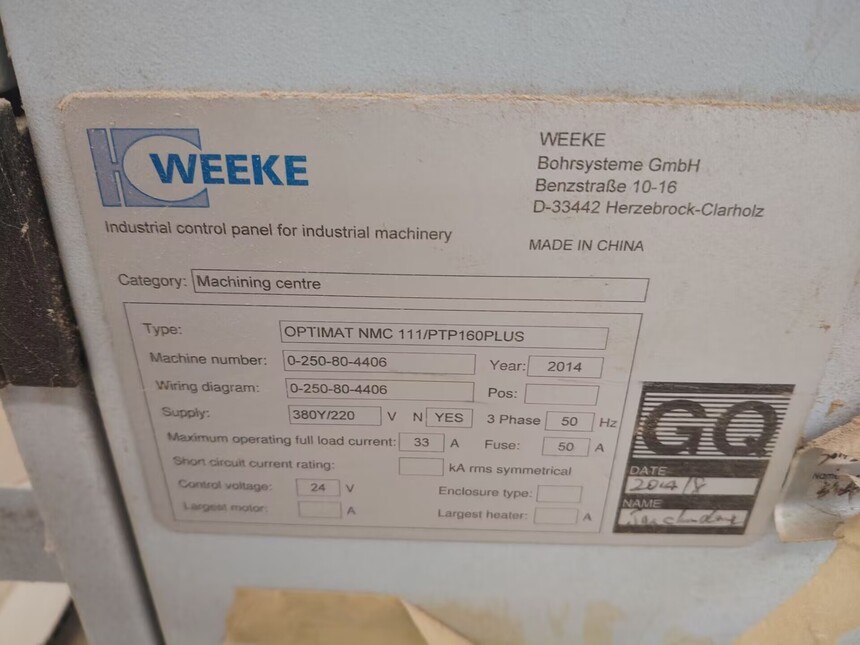 WEEKE
Industrial control panel for industrial machinery
WEEKE
Bohrsysteme GmbH
Benzstraße 10-16
D-33442 Herzebrock-Clarholz
MADE IN CHINA
Category: Machining centre
Type: OPTIMAT NMC 111/PTP160PLUS
Machine number: 0-250-80-4406 Year: 2014
Wiring diagram: 0-250-80-4406 Pos:
Supply: 380Y/220 V N YES 3 Phase 50 Hz
Maximum operating full load current: 33 A Fuse: 50 A
Short circuit current rating: kA rms symmetrical
Control voltage: 24 V Enclosure type:
Largest motor: A Largest heater: A
GQ
DATE
2014/8
NAME